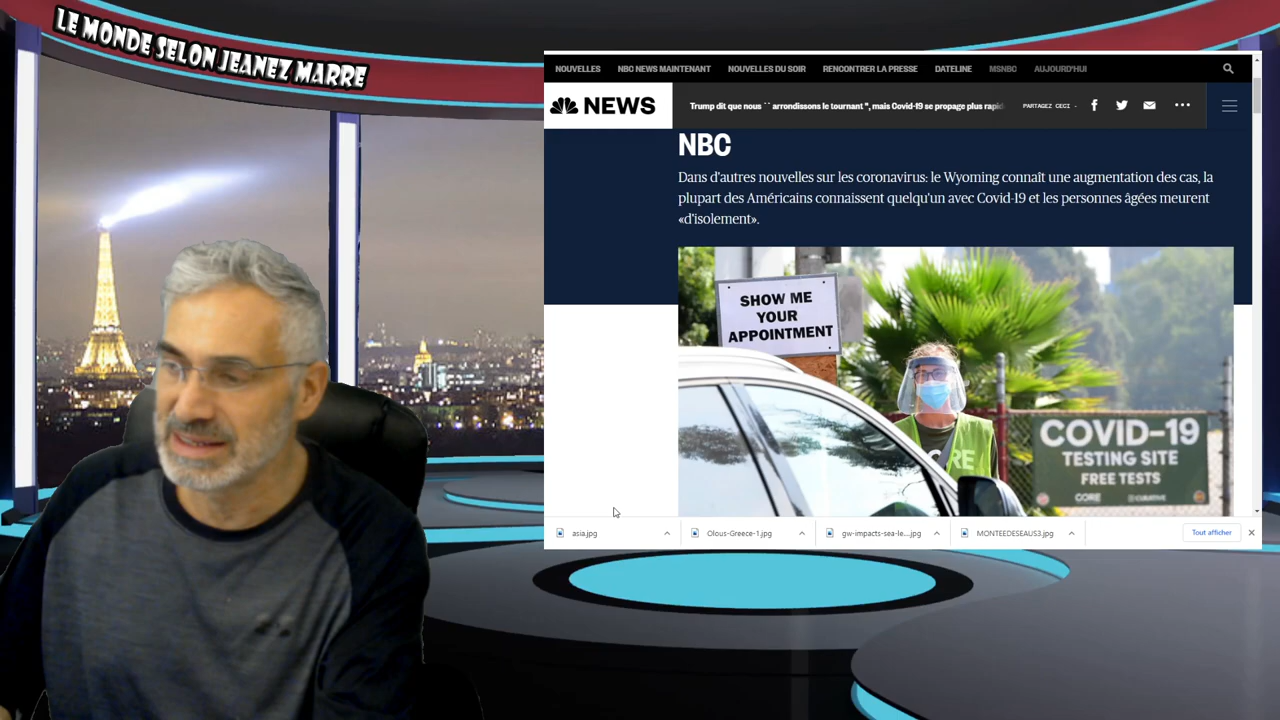 LE MONDE SELON JEANEZ MARRE
NOUVELLES NBC NEWS MAINTENANT NOUVELLES DU SOIR RENCONTRER LA PRESSE DATELINE MSNBC AUJOURD'HUI
NEWS
Trump dit que nous `` arrondissons le tournant '', mais Covid-19 se propage plus rapid
PARTAGEZ CECI -
NBC
Dans d'autres nouvelles sur les coronavirus: le Wyoming connaît une augmentation des cas, la
plupart des Américains connaissent quelqu'un avec Covid-19 et les personnes âgées meurent
«d'isolement».
SHOW ME
YOUR
APPOINTMENT
CORE
COVID-19
TESTING SITE
FREE TESTS
CORE CURATIVE
asia.jpg
Olous-Greece-1.jpg
gw-impacts-sea-le....jpg
MONTEEDESEAUS3.jpg
Tout afficher